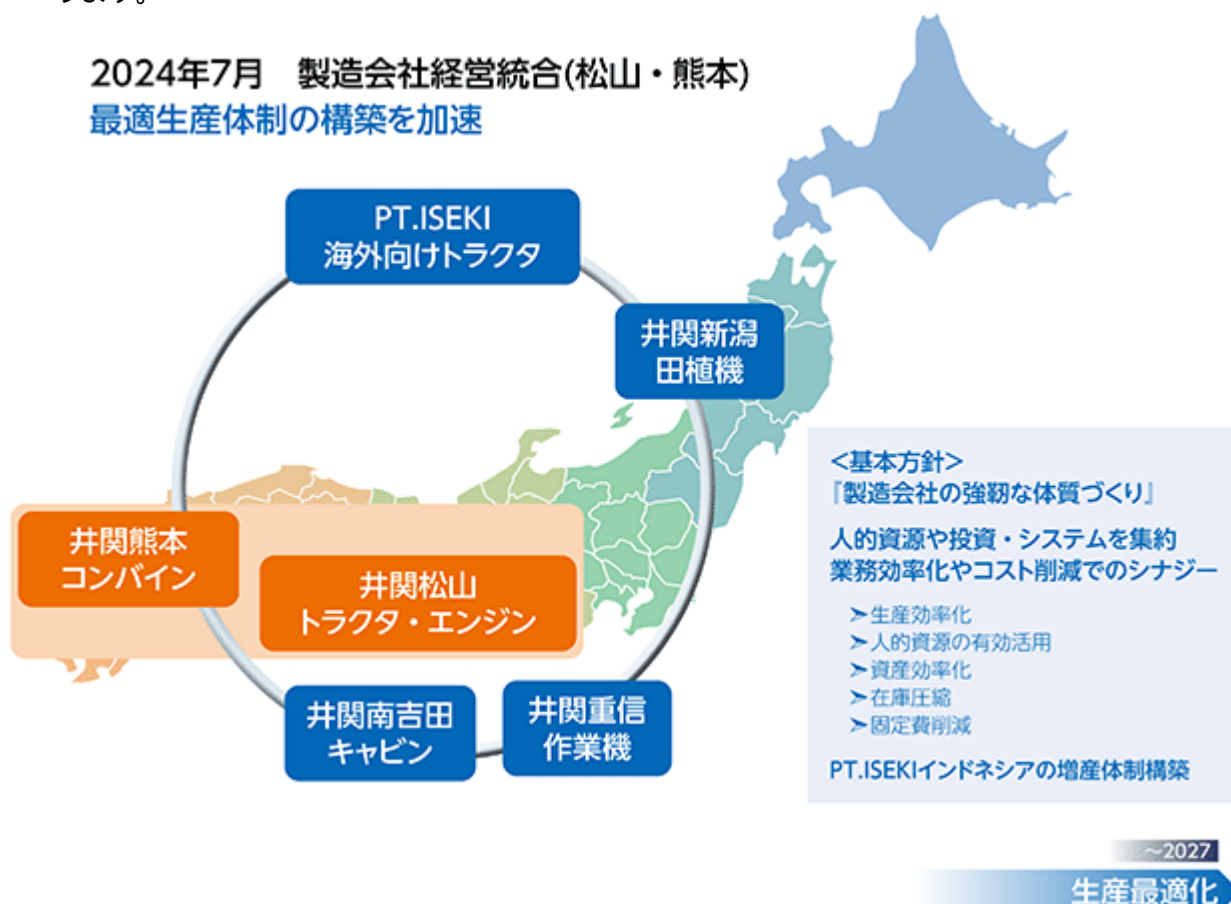 ります。
2024年7月 製造会社経営統合(松山・熊本)
最適生産体制の構築を加速
PT.ISEKI
海外向けトラクタ
井関新潟
田植機
井関熊本
コンバイン
井関松山
トラクタ・エンジン
井関南吉田
キャビン
井関重信
作業機
<基本方針>
『製造会社の強靭な体質づくり』
人的資源や投資・システムを集約
業務効率化やコスト削減でのシナジー
➢生産効率化
➢人的資源の有効活用
➢資産効率化
➢在庫圧縮
➢固定費削減
PT.ISEKIインドネシアの増産体制構築
～2027
生産最適化